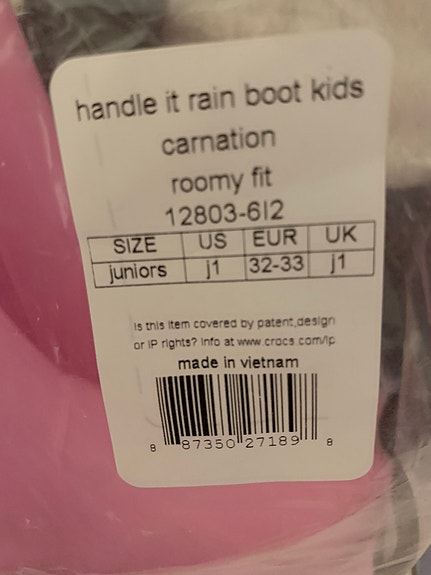 handle it rain boot kids
carnation
roomy fit
12803-6I2
SIZE US EUR UK
juniors j1 32-33 j1
Is this item covered by patent,design
or IP rights? Info at www.crocs.com/ip
made in vietnam
8 87350 27189 8